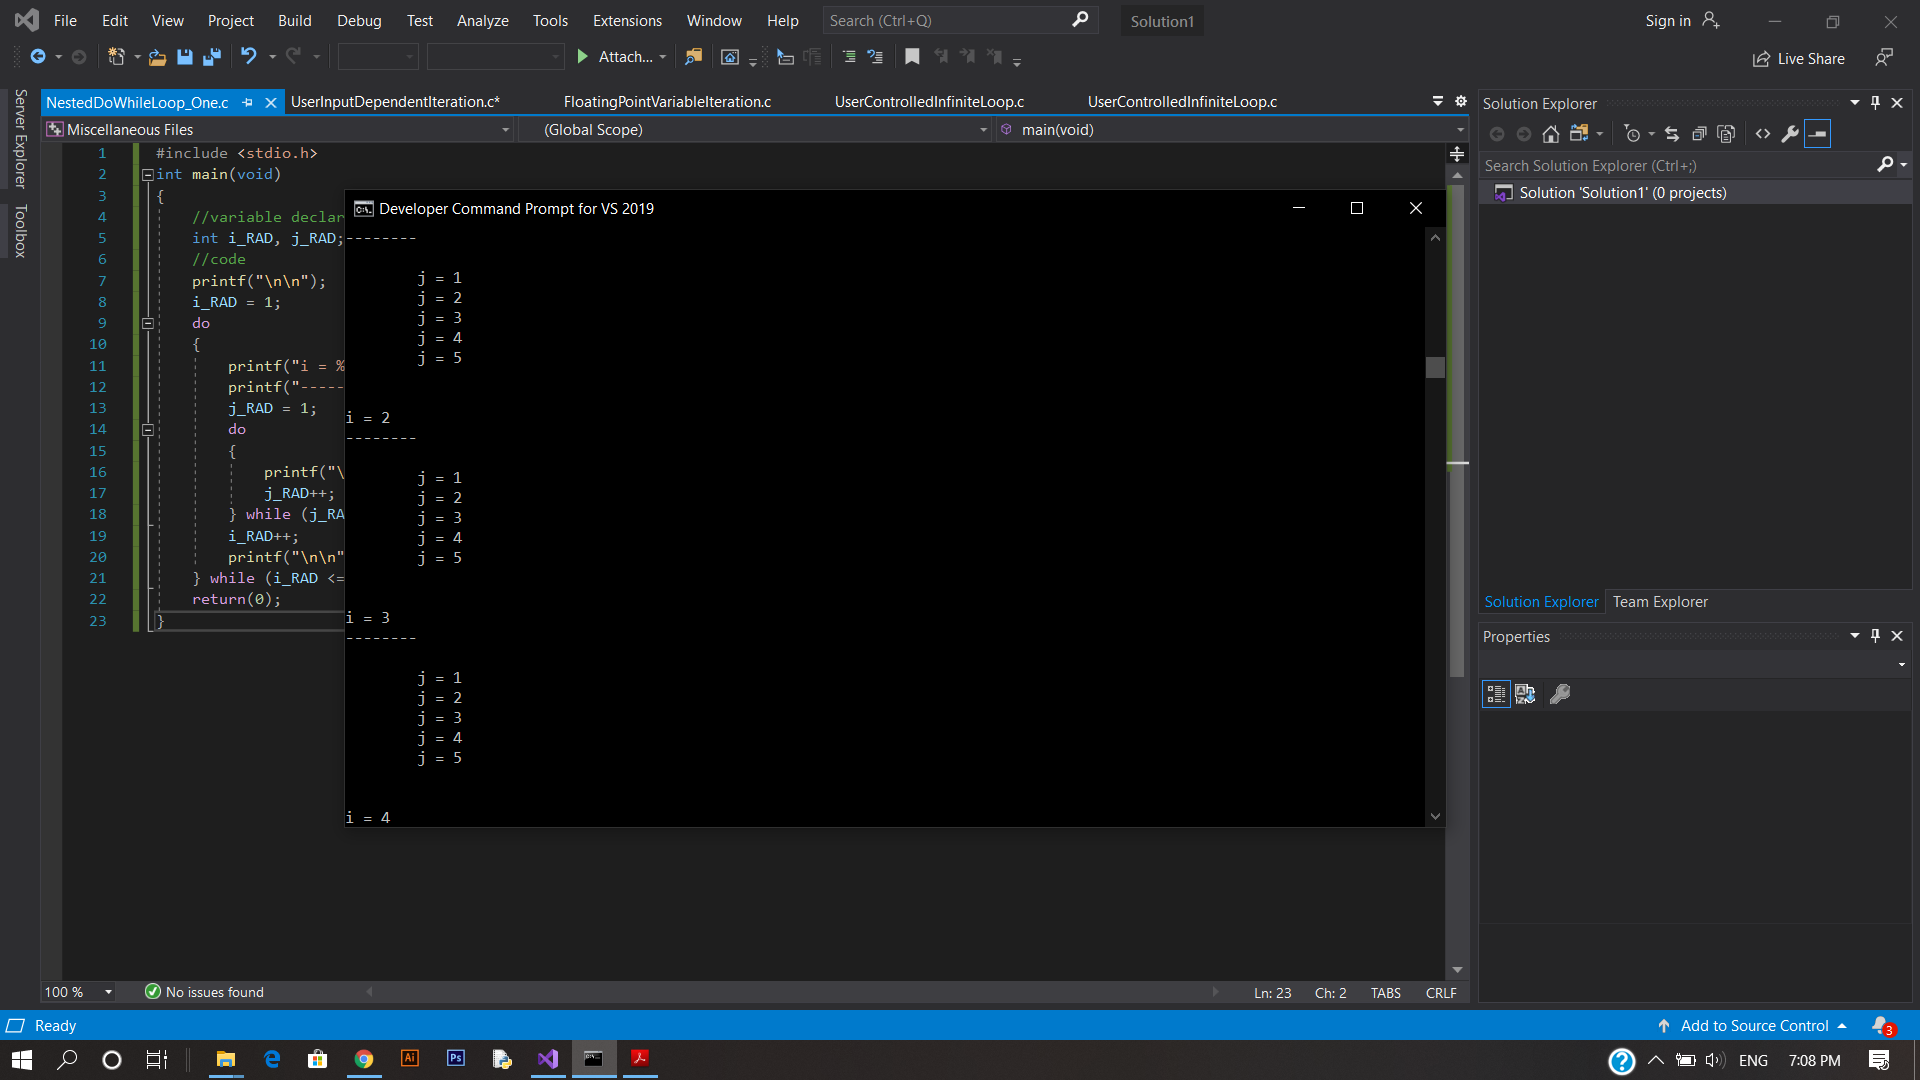 File Edit View Project Build Debug Test Analyze Tools Extensions Window Help Search (Ctrl+Q) Solution1 Sign in
Attach... Live Share
Server Explorer
Toolbox
NestedDoWhileLoop_One.c UserInputDependentIteration.c* FloatingPointVariableIteration.c UserControlledInfiniteLoop.c UserControlledInfiniteLoop.c
Miscellaneous Files (Global Scope) main(void)
1 #include <stdio.h>
2 int main(void)
3 {
4 //variable declar
5 int i_RAD, j_RAD;
6 //code
7 printf("\n\n");
8 i_RAD = 1;
9 do
10 {
11 printf("i = %
12 printf("-----
13 j_RAD = 1;
14 do
15 {
16 printf("\
17 j_RAD++;
18 } while (j_RA
19 i_RAD++;
20 printf("\n\n"
21 } while (i_RAD <=
22 return(0);
23 }
Developer Command Prompt for VS 2019
--------
j = 1
j = 2
j = 3
j = 4
j = 5
i = 2
--------
j = 1
j = 2
j = 3
j = 4
j = 5
i = 3
--------
j = 1
j = 2
j = 3
j = 4
j = 5
i = 4
Solution Explorer
Search Solution Explorer (Ctrl+;)
Solution 'Solution1' (0 projects)
Solution Explorer Team Explorer
Properties
100 % No issues found Ln: 23 Ch: 2 TABS CRLF
Ready Add to Source Control 3
Ai Ps ENG 7:08 PM